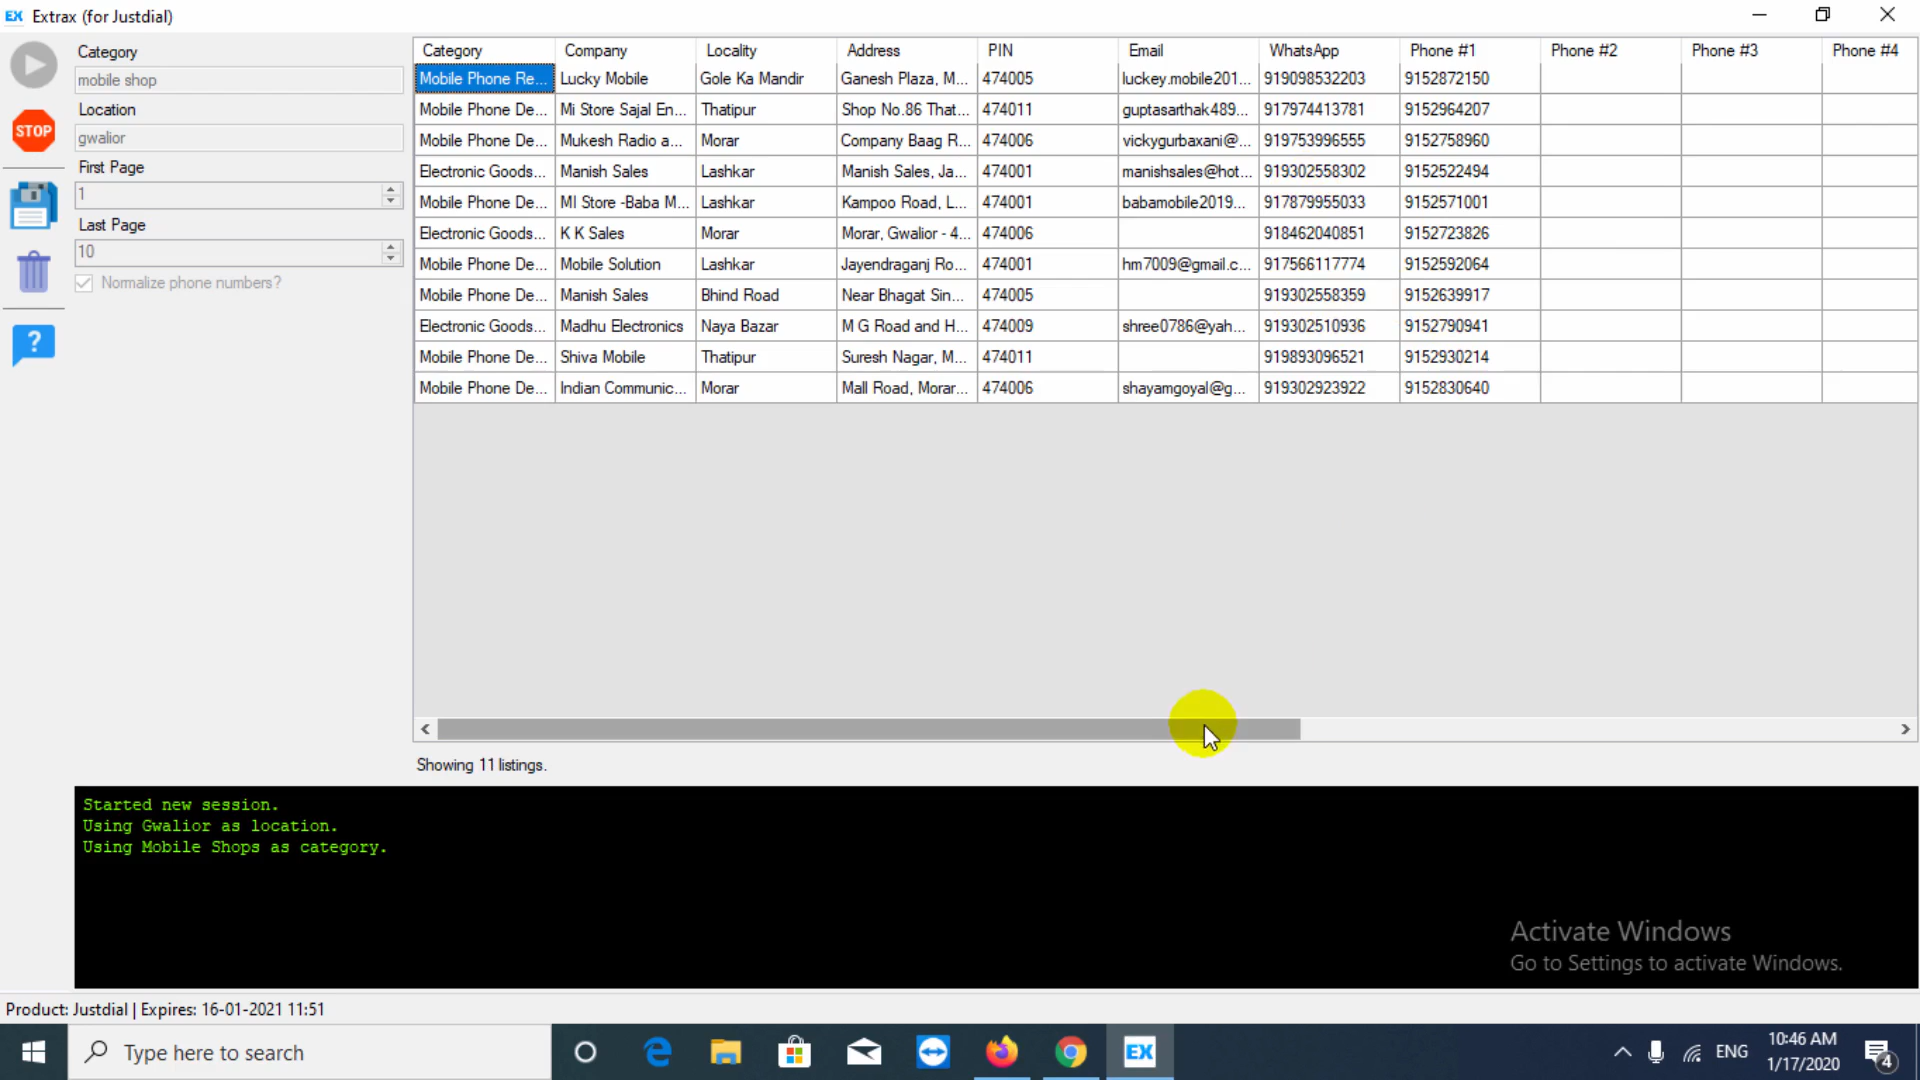 EX Extrax (for Justdial)
Category
mobile shop
Location
gwalior
First Page
1
Last Page
10
Normalize phone numbers?
STOP
?
Category Company Locality Address PIN Email WhatsApp Phone #1 Phone #2 Phone #3 Phone #4
Mobile Phone Re... Lucky Mobile Gole Ka Mandir Ganesh Plaza, M... 474005 luckey.mobile201... 919098532203 9152872150
Mobile Phone De... Mi Store Sajal En... Thatipur Shop No.86 That... 474011 guptasarthak489... 917974413781 9152964207
Mobile Phone De... Mukesh Radio a... Morar Company Baag R... 474006 vickygurbaxani@... 919753996555 9152758960
Electronic Goods... Manish Sales Lashkar Manish Sales, Ja... 474001 manishsales@hot... 919302558302 9152522494
Mobile Phone De... MI Store -Baba M... Lashkar Kampoo Road, L... 474001 babamobile2019... 917879955033 9152571001
Electronic Goods... K K Sales Morar Morar, Gwalior - 4... 474006 918462040851 9152723826
Mobile Phone De... Mobile Solution Lashkar Jayendraganj Ro... 474001 hm7009@gmail.c... 917566117774 9152592064
Mobile Phone De... Manish Sales Bhind Road Near Bhagat Sin... 474005 919302558359 9152639917
Electronic Goods... Madhu Electronics Naya Bazar M G Road and H... 474009 shree0786@yah... 919302510936 9152790941
Mobile Phone De... Shiva Mobile Thatipur Suresh Nagar, M... 474011 919893096521 9152930214
Mobile Phone De... Indian Communic... Morar Mall Road, Morar... 474006 shayamgoyal@g... 919302923922 9152830640
Showing 11 listings.
Started new session.
Using Gwalior as location.
Using Mobile Shops as category.
Activate Windows
Go to Settings to activate Windows.
Product: Justdial | Expires: 16-01-2021 11:51
Type here to search
EX
ENG
10:46 AM
1/17/2020
4